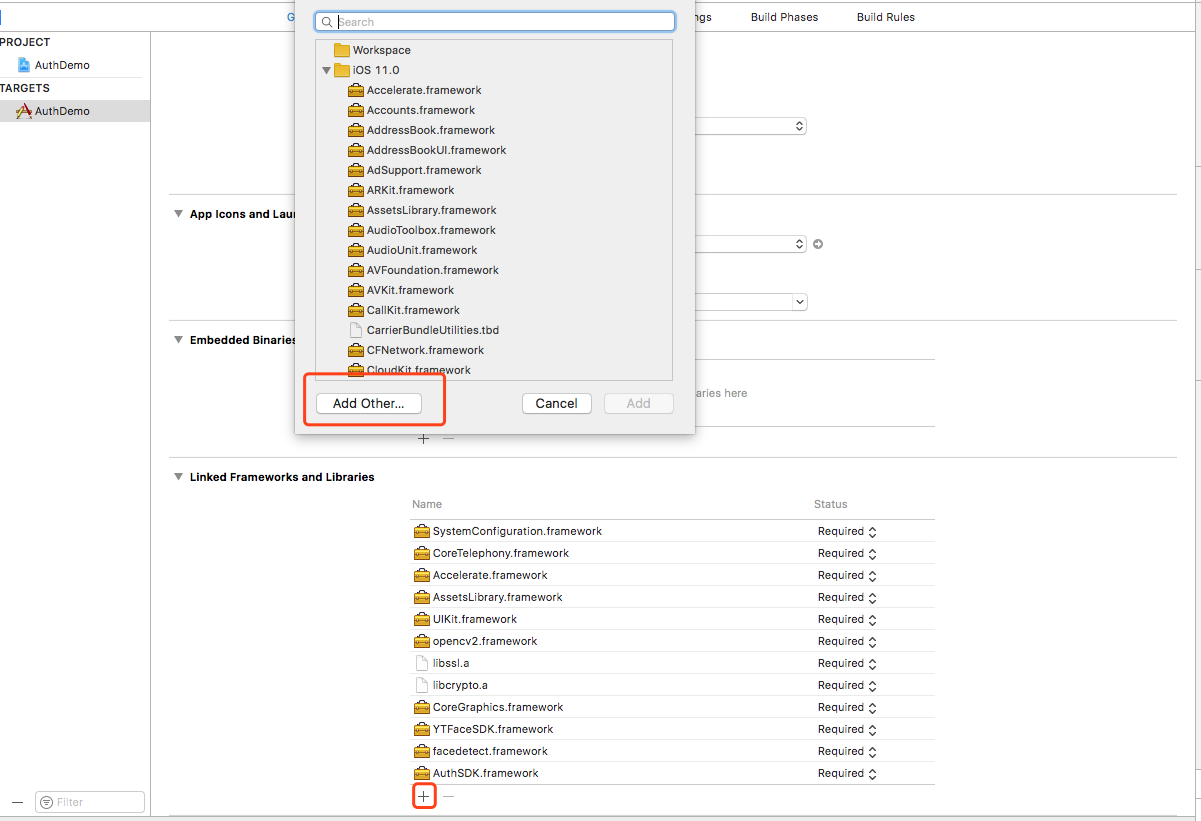 G
Search
ngs
Build Phases
Build Rules
PROJECT
AuthDemo
TARGETS
AuthDemo
Workspace
iOS 11.0
Accelerate.framework
Accounts.framework
AddressBook.framework
AddressBookUI.framework
AdSupport.framework
ARKit.framework
AssetsLibrary.framework
AudioToolbox.framework
AudioUnit.framework
AVFoundation.framework
AVKit.framework
CallKit.framework
CarrierBundleUtilities.tbd
CFNetwork.framework
CloudKit.framework
Add Other...
Cancel
Add
App Icons and Laun
Embedded Binaries
aries here
Linked Frameworks and Libraries
Name Status
SystemConfiguration.framework Required
CoreTelephony.framework Required
Accelerate.framework Required
AssetsLibrary.framework Required
UIKit.framework Required
opencv2.framework Required
libssl.a Required
libcrypto.a Required
CoreGraphics.framework Required
YTFaceSDK.framework Required
facedetect.framework Required
AuthSDK.framework Required
Filter